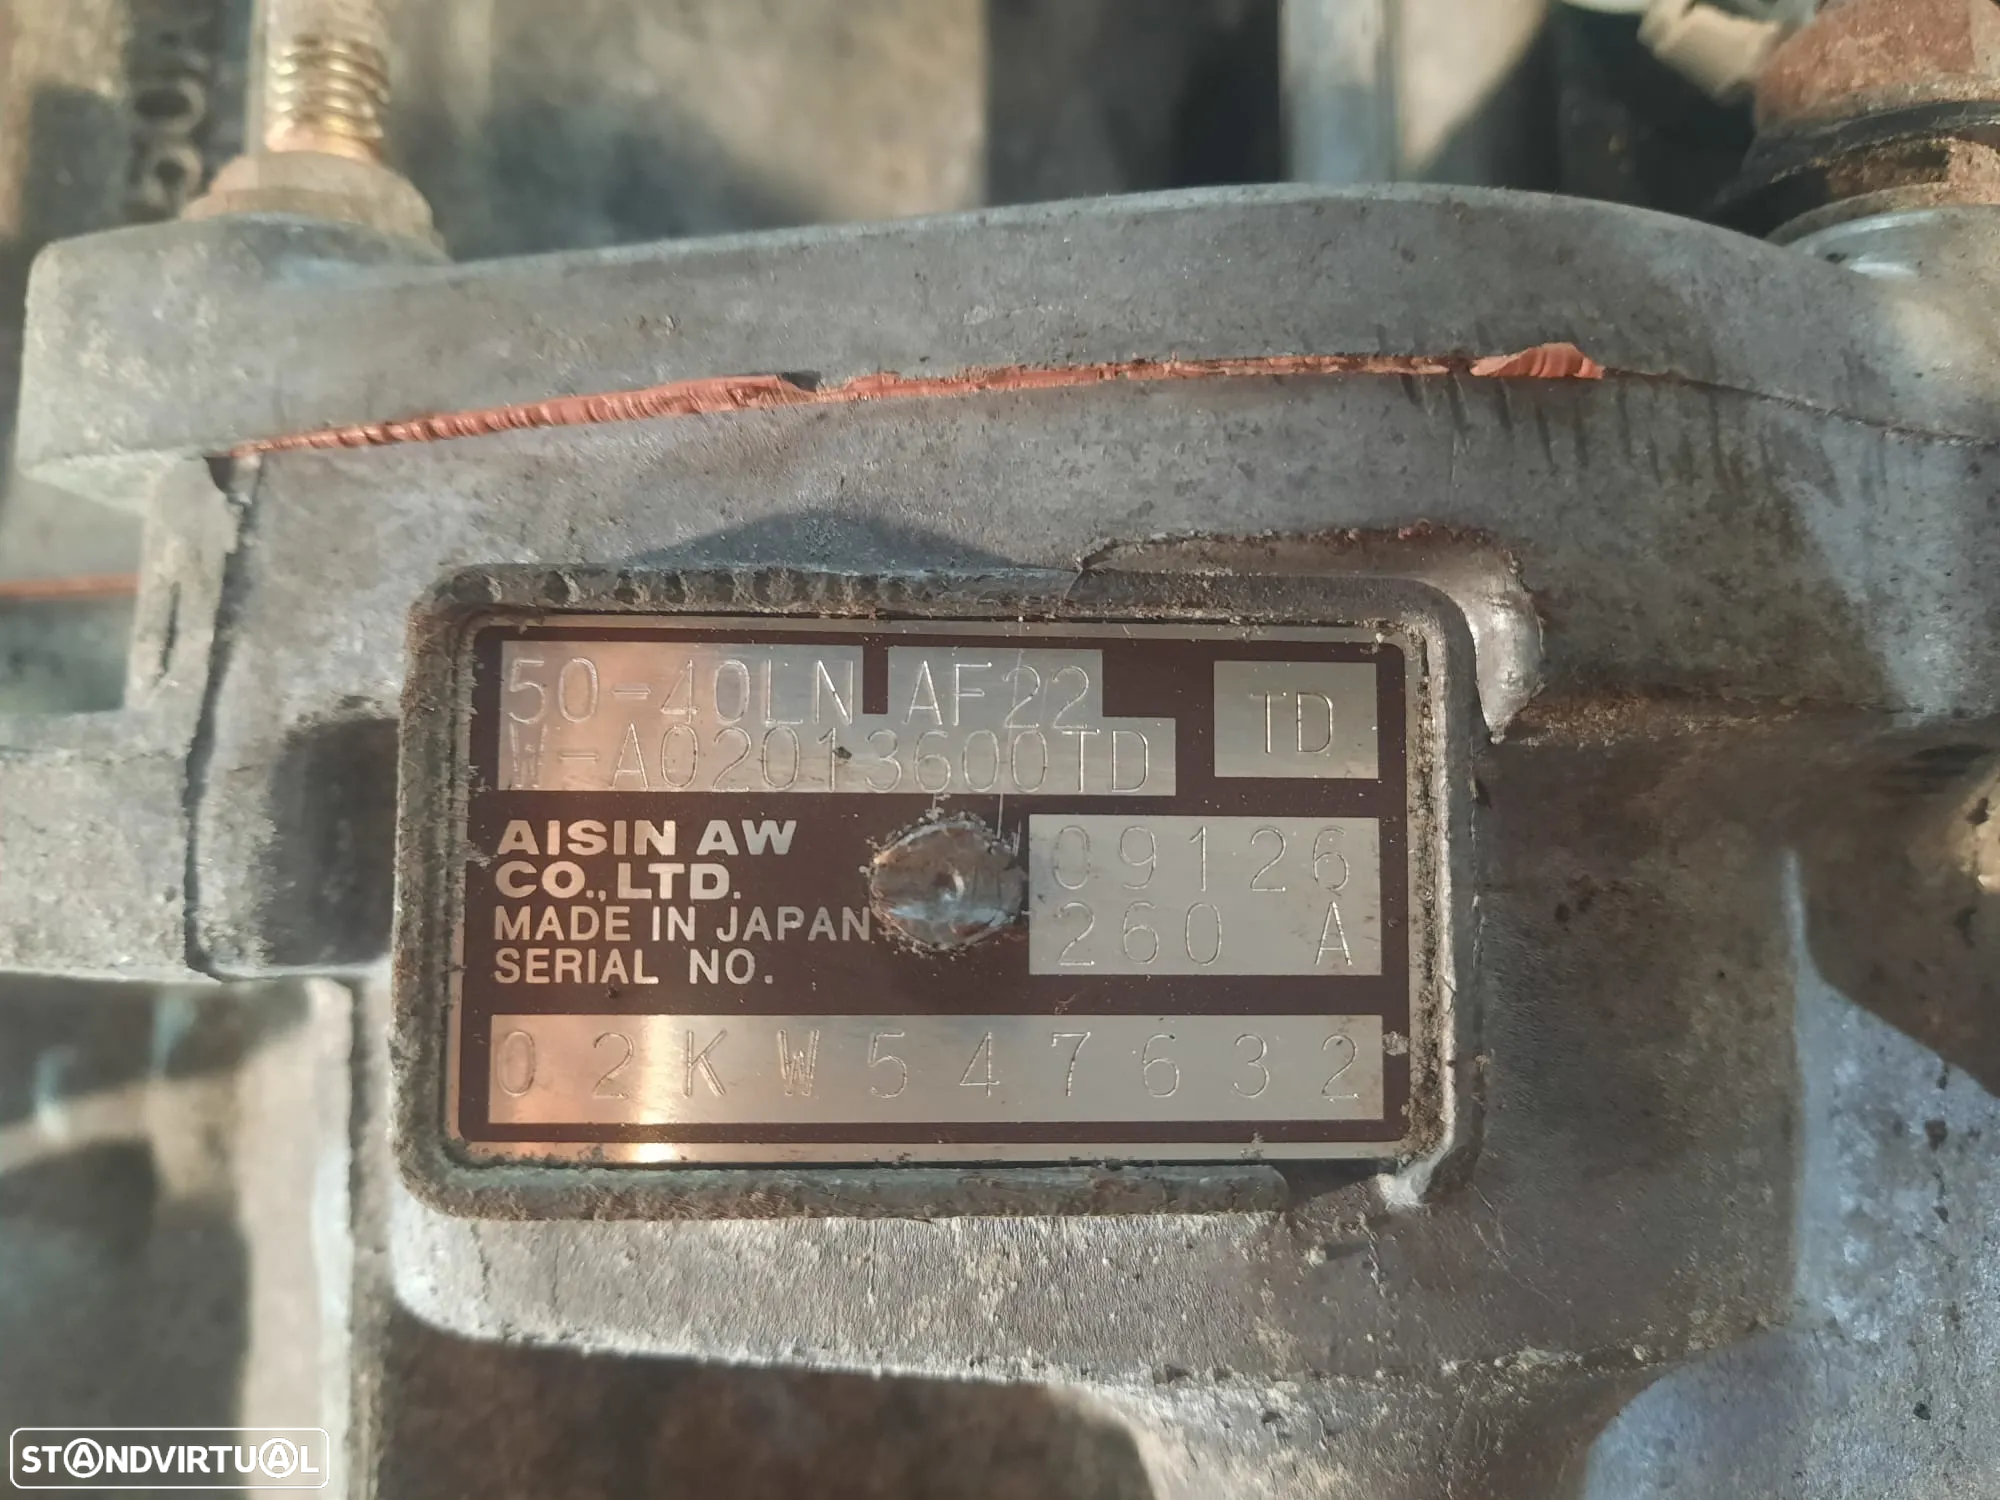 50-40LN AF22
W-A02013600TD
TD
AISIN AW
CO.,LTD.
MADE IN JAPAN
SERIAL NO.
09126
260 A
02KW547632
STANDVIRTUAL